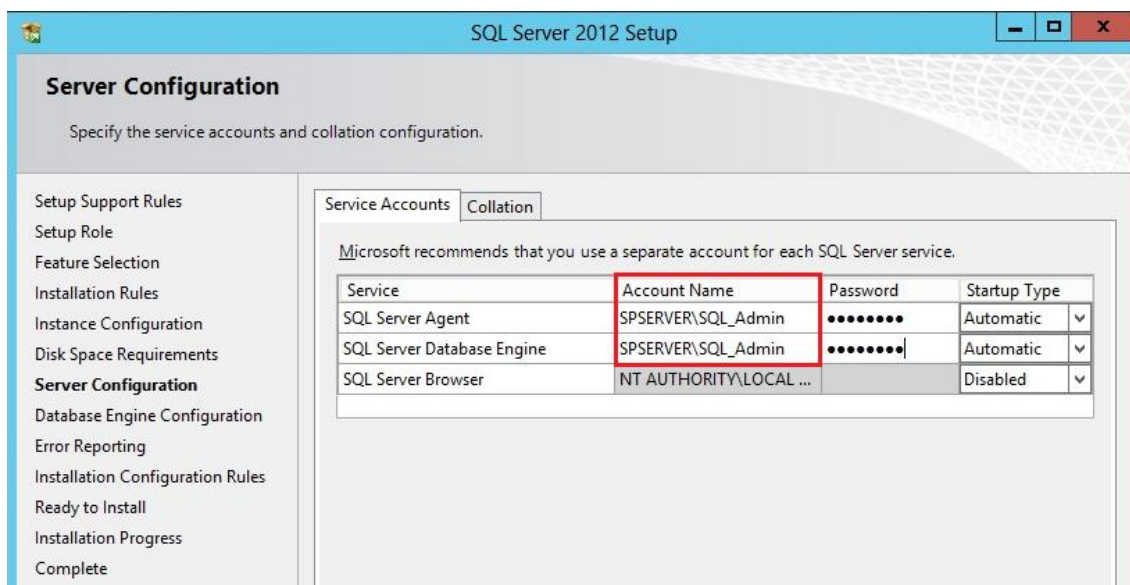 SQL Server 2012 Setup
Server Configuration
Specify the service accounts and collation configuration.
Setup Support Rules
Setup Role
Feature Selection
Installation Rules
Instance Configuration
Disk Space Requirements
Server Configuration
Database Engine Configuration
Error Reporting
Installation Configuration Rules
Ready to Install
Installation Progress
Complete
Service Accounts Collation
Microsoft recommends that you use a separate account for each SQL Server service.
Service Account Name Password Startup Type
SQL Server Agent SPSERVER\SQL_Admin ●●●●●●●● Automatic
SQL Server Database Engine SPSERVER\SQL_Admin ●●●●●●●● Automatic
SQL Server Browser NT AUTHORITY\LOCAL ... Disabled